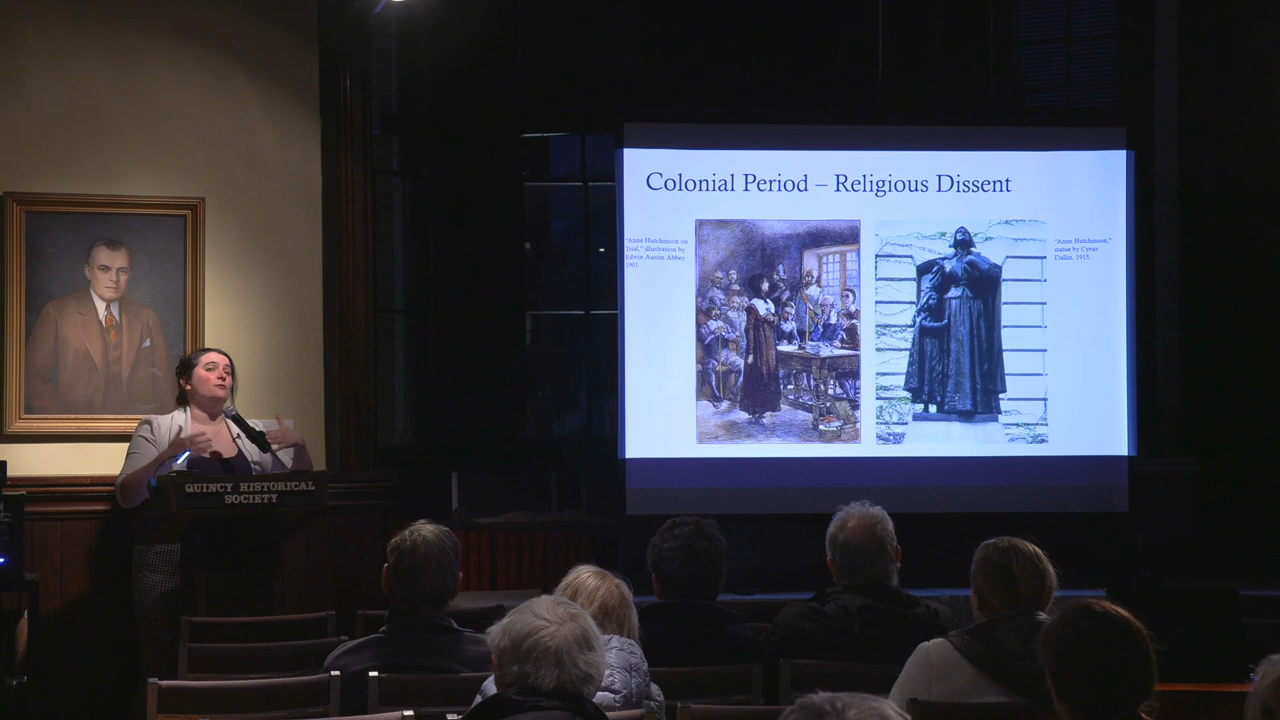 Colonial Period – Religious Dissent
"Anne Hutchinson on
Trial," illustration by
Edwin Austin Abbey
1901.
"Anne Hutchinson,"
statue by Cyrus
Dallin, 1915.
QUINCY HISTORICAL
SOCIETY